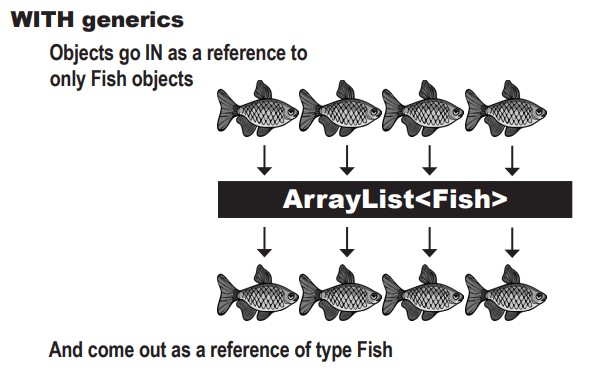 WITH generics
Objects go IN as a reference to
only Fish objects
ArrayList<Fish>
And come out as a reference of type Fish